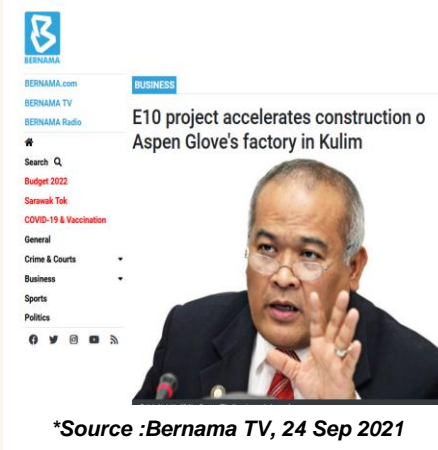 BERNAMA
BERNAMA.com
BERNAMA TV
BERNAMA Radio
Search
Budget 2022
Sarawak Tok
COVID-19 & Vaccination
General
Crime & Courts
Business
Sports
Politics
BUSINESS
E10 project accelerates construction o
Aspen Glove's factory in Kulim
*Source :Bernama TV, 24 Sep 2021